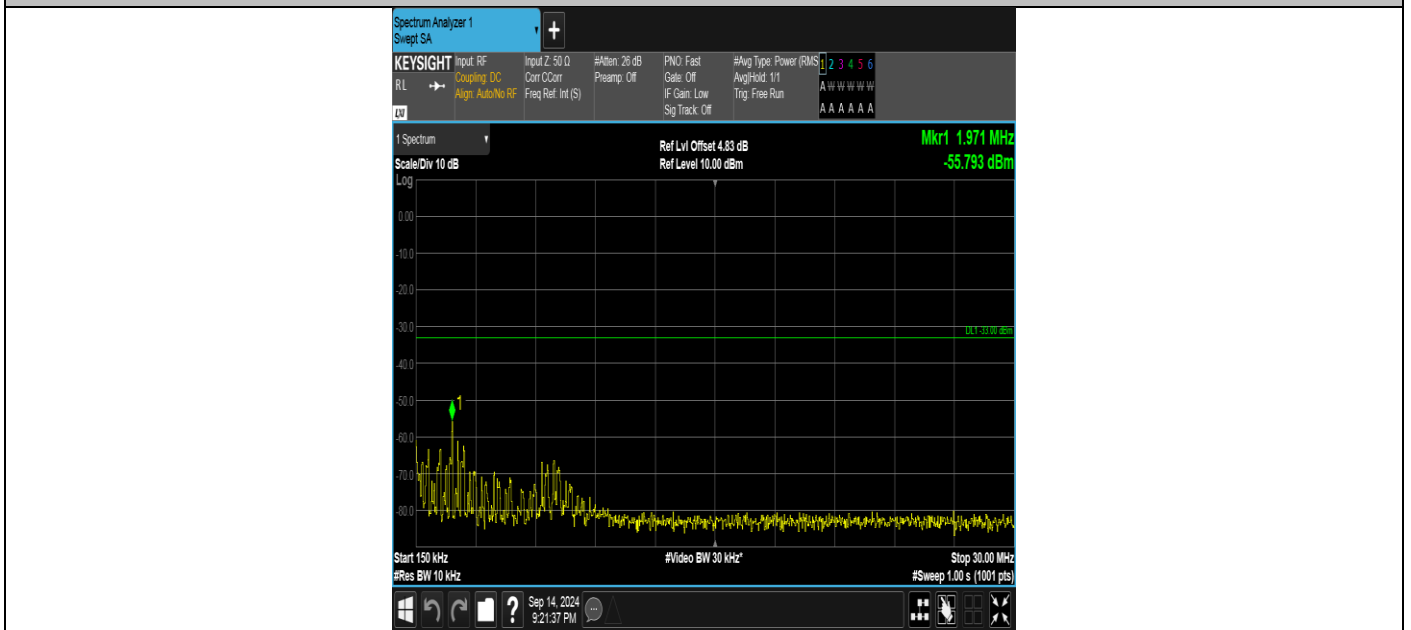 Spectrum Analyzer 1
Swept SA
+
KEYSIGHT
RL
LXI
Input: RF
Coupling: DC
Align: Auto/No RF
Input Z: 50 Ω
Corr CCorr
Freq Ref: Int (S)
#Atten: 26 dB
Preamp: Off
PNO: Fast
Gate: Off
IF Gain: Low
Sig Track: Off
#Avg Type: Power (RMS
Avg|Hold: 1/1
Trig: Free Run
1 2 3 4 5 6
A W W W W W
A A A A A A
1 Spectrum
Scale/Div 10 dB
Log
Ref Lvl Offset 4.83 dB
Ref Level 10.00 dBm
Mkr1 1.971 MHz
-55.793 dBm
0.00
-10.0
-20.0
-30.0
DL1 -33.00 dBm
-40.0
-50.0
1
-60.0
-70.0
-80.0
Start 150 kHz
#Video BW 30 kHz*
Stop 30.00 MHz
#Res BW 10 kHz
#Sweep 1.00 s (1001 pts)
?
Sep 14, 2024
9:21:37 PM